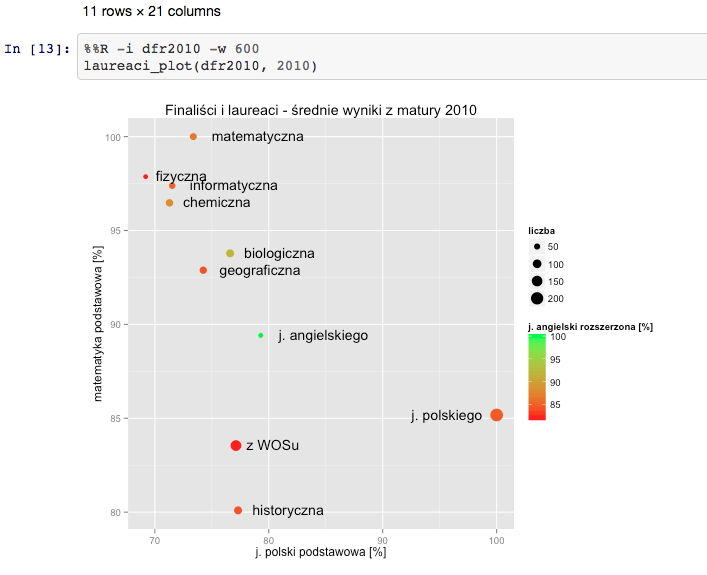 11 rows × 21 columns
In [13]:
%%R -i dfr2010 -w 600
laureaci_plot(dfr2010, 2010)
Finaliści i laureaci - średnie wyniki z matury 2010
100
95
90
85
80
matematyka podstawowa [%]
matematyczna
fizyczna
informatyczna
chemiczna
biologiczna
geograficzna
j. angielskiego
j. polskiego
z WOSu
historyczna
70
80
90
100
j. polski podstawowa [%]
liczba
50
100
150
200
j. angielski rozszerzona [%]
100
95
90
85